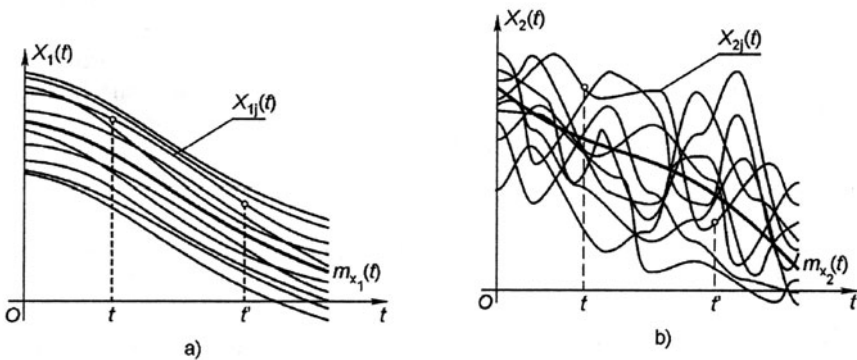 X₁(t)
X₁ⱼ(t)
mₓ₁(t)
O t t' t
a)
X₂(t)
X₂ⱼ(t)
mₓ₂(t)
O t t' t
b)